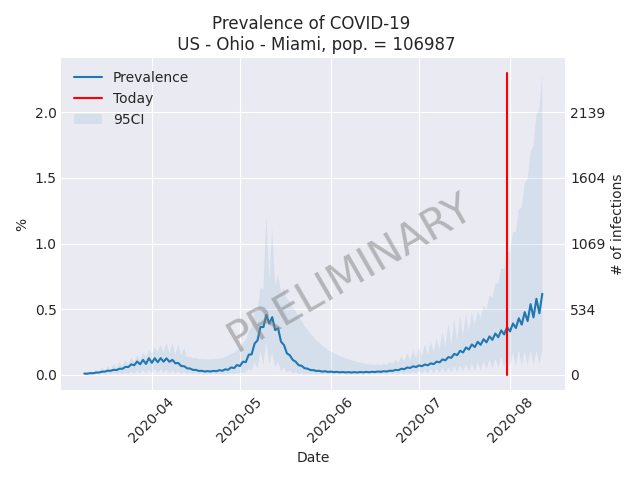 Prevalence of COVID-19
US - Ohio - Miami, pop. = 106987
Prevalence
Today
95CI
PRELIMINARY
%
2.0
1.5
1.0
0.5
0.0
2139
1604
1069
534
0
# of infections
2020-04
2020-05
2020-06
2020-07
2020-08
Date